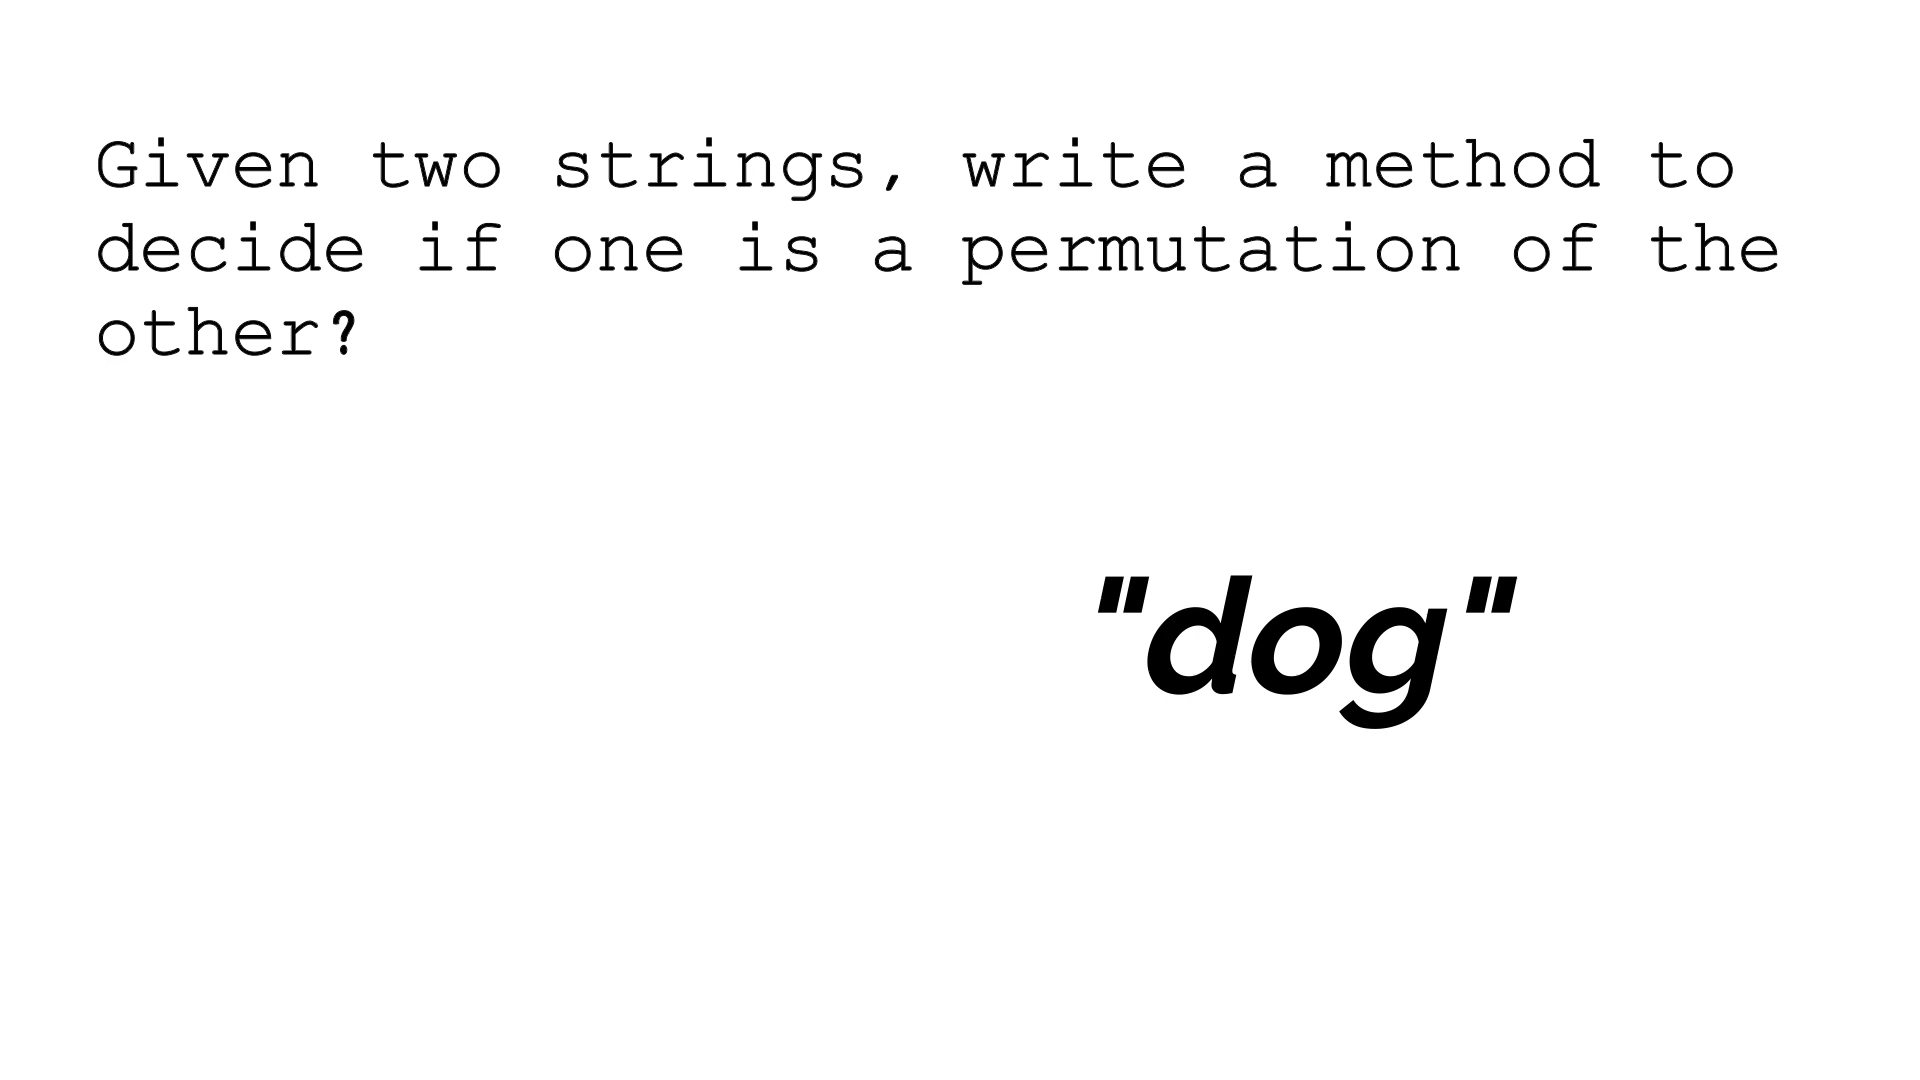 Given two strings, write a method to
decide if one is a permutation of the
other?
"dog"